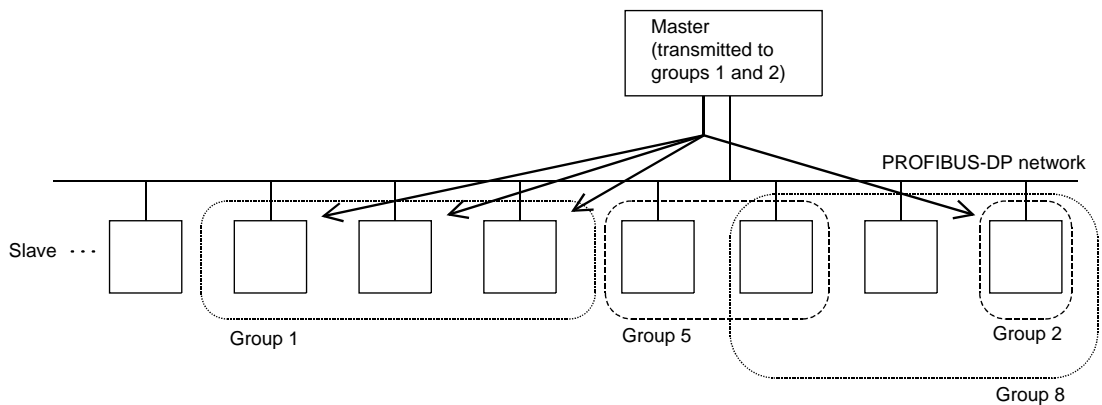 Master
(transmitted to
groups 1 and 2)
PROFIBUS-DP network
Slave ···
Group 1
Group 5
Group 2
Group 8